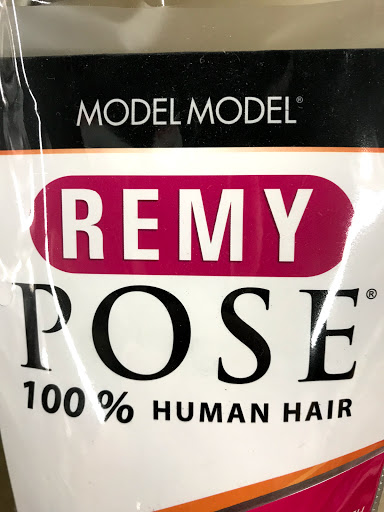 MODEL MODEL®
REMY
POSE®
100% HUMAN HAIR